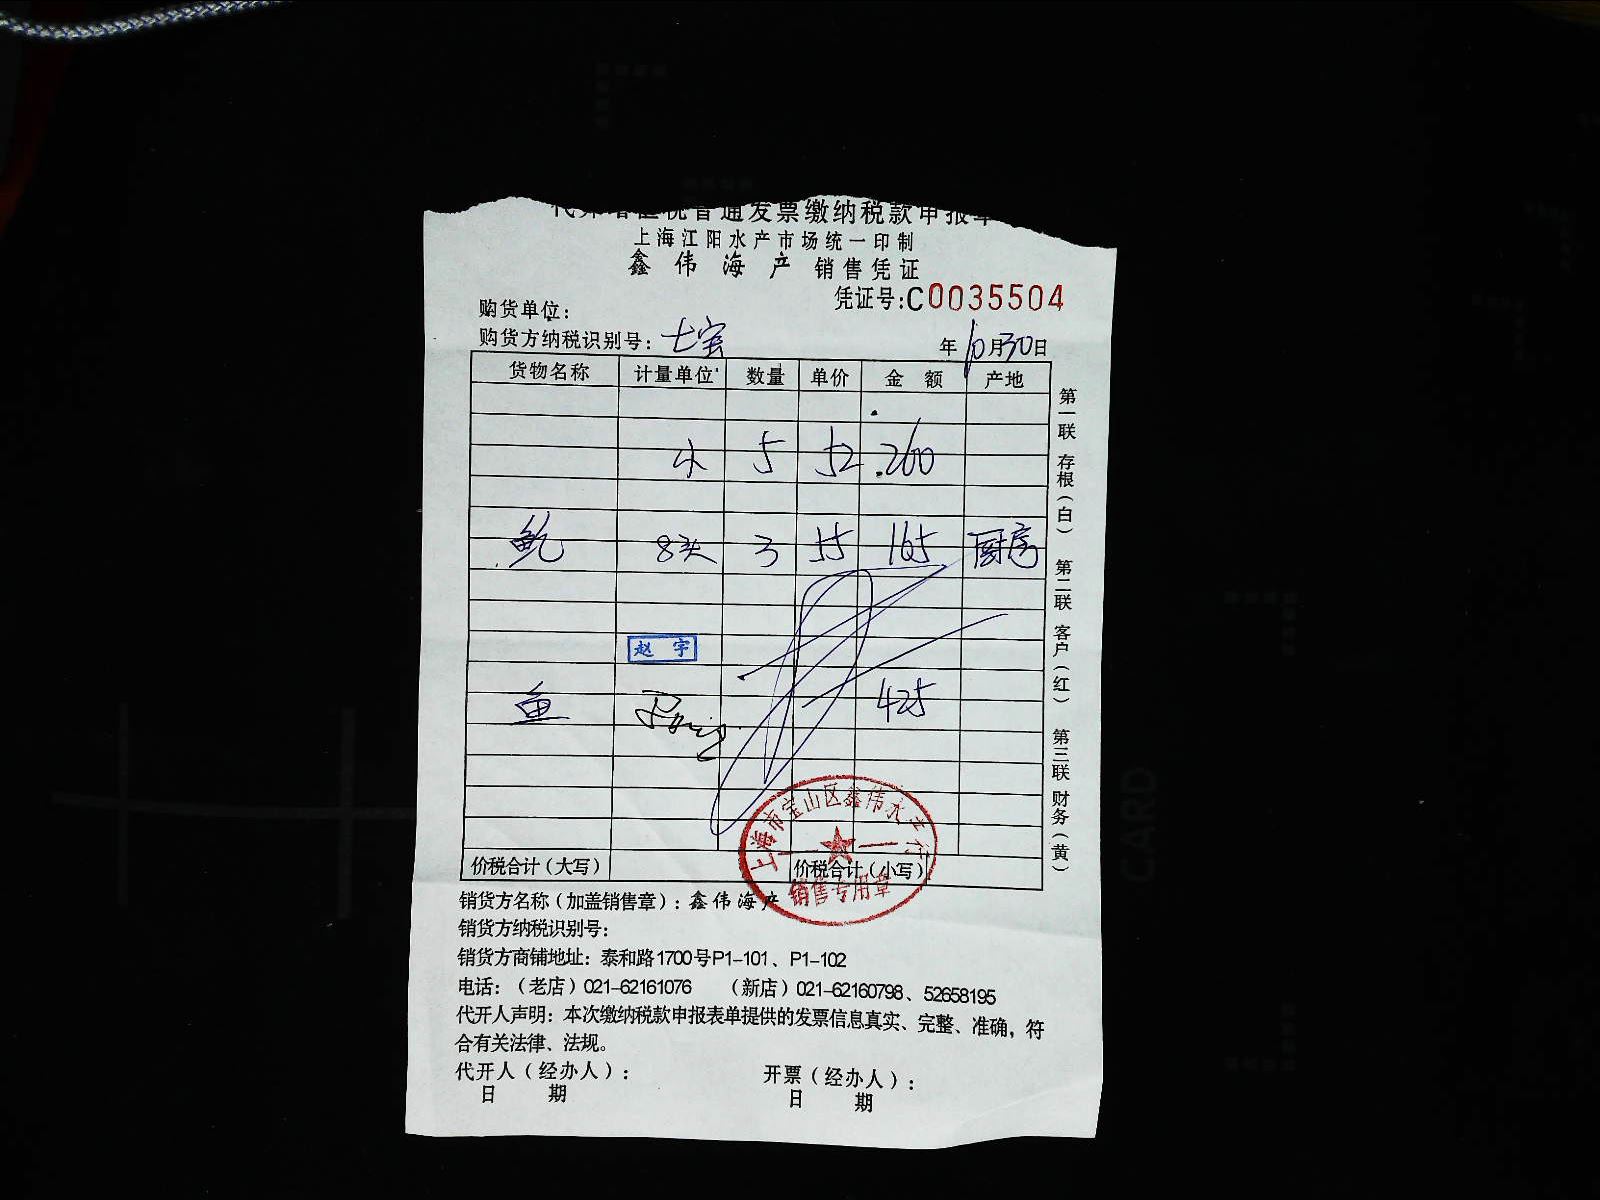 代开增值税普通发票缴纳税款申报单
上海江阳水产市场统一印制
鑫伟海产 销售凭证
凭证号:C0035504
购货单位:
购货方纳税识别号: 七宝 年10月30日
货物名称 计量单位 数量 单价 金额 产地
小 5 52 260
鲍 8头 3 55 165 厨房
赵宇
鱼 425
价税合计(大写) 价税合计(小写)
上海市宝山区鑫伟水产行
销售专用章
销货方名称(加盖销售章): 鑫伟海产
销货方纳税识别号:
销货方商铺地址: 泰和路1700号P1-101、P1-102
电话:(老店)021-62161076 (新店)021-62160798、52658195
代开人声明: 本次缴纳税款申报表单提供的发票信息真实、完整、准确,符
合有关法律、法规。
代开人(经办人): 开票(经办人):
日 期 日 期
第一联 存根(白) 第二联 客户(红) 第三联 财务(黄)
CARD